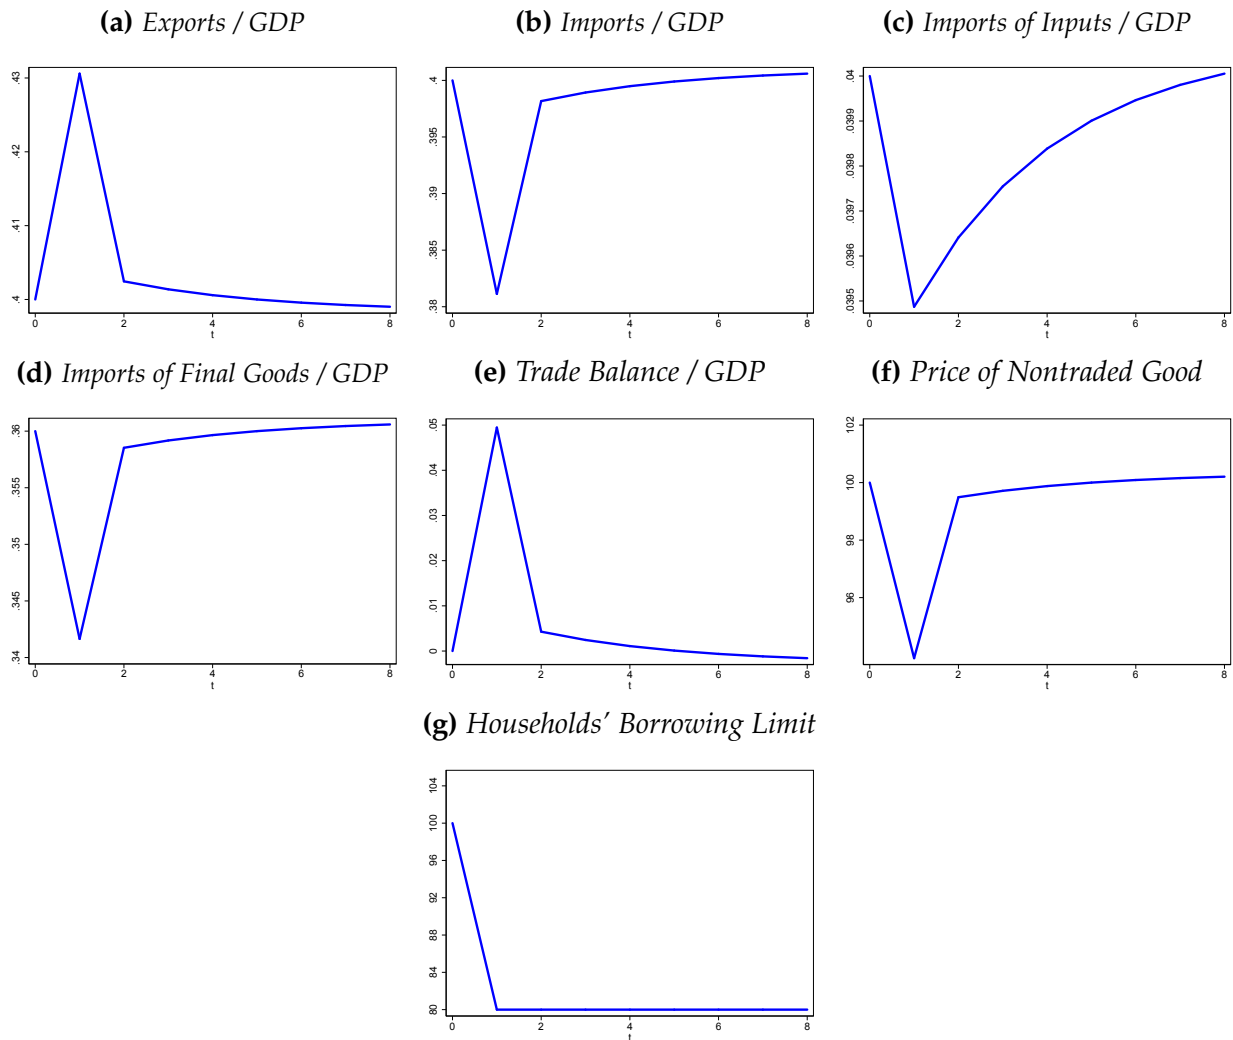 (a) Exports / GDP
.43
.42
.41
.4
0 2 4 6 8
t
(b) Imports / GDP
.4
.395
.39
.385
.38
0 2 4 6 8
t
(c) Imports of Inputs / GDP
.04
.0399
.0398
.0397
.0396
.0395
0 2 4 6 8
t
(d) Imports of Final Goods / GDP
.36
.355
.35
.345
.34
0 2 4 6 8
t
(e) Trade Balance / GDP
.05
.04
.03
.02
.01
0
0 2 4 6 8
t
(f) Price of Nontraded Good
102
100
98
96
0 2 4 6 8
t
(g) Households' Borrowing Limit
104
100
96
92
88
84
80
0 2 4 6 8
t